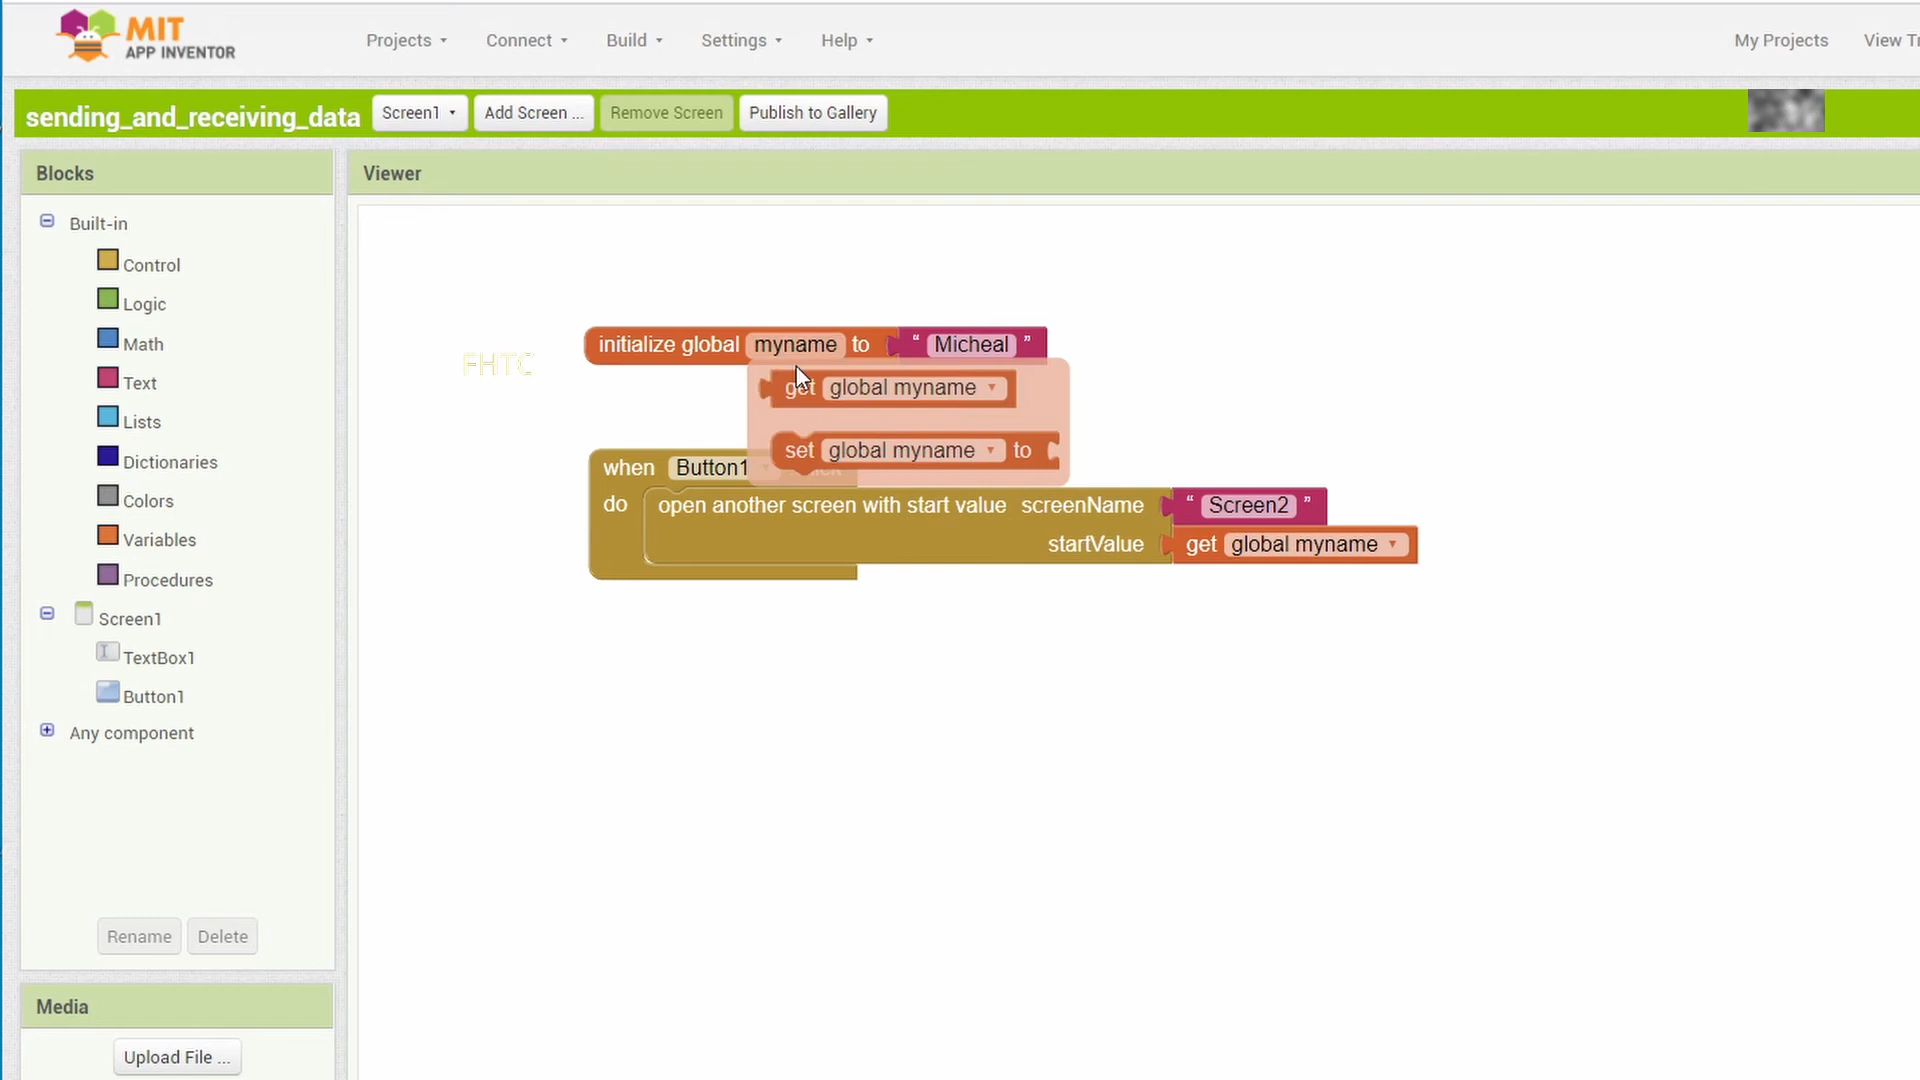 MIT
APP INVENTOR
Projects
Connect
Build
Settings
Help
My Projects
View Tr
sending_and_receiving_data
Screen1
Add Screen ...
Remove Screen
Publish to Gallery
Blocks
Viewer
Built-in
Control
Logic
Math
Text
Lists
Dictionaries
Colors
Variables
Procedures
Screen1
TextBox1
Button1
Any component
Rename
Delete
Media
Upload File ...
FHTC
initialize global myname to “ Micheal ”
get global myname
set global myname to
when Button1
do open another screen with start value screenName “ Screen2 ”
startValue get global myname